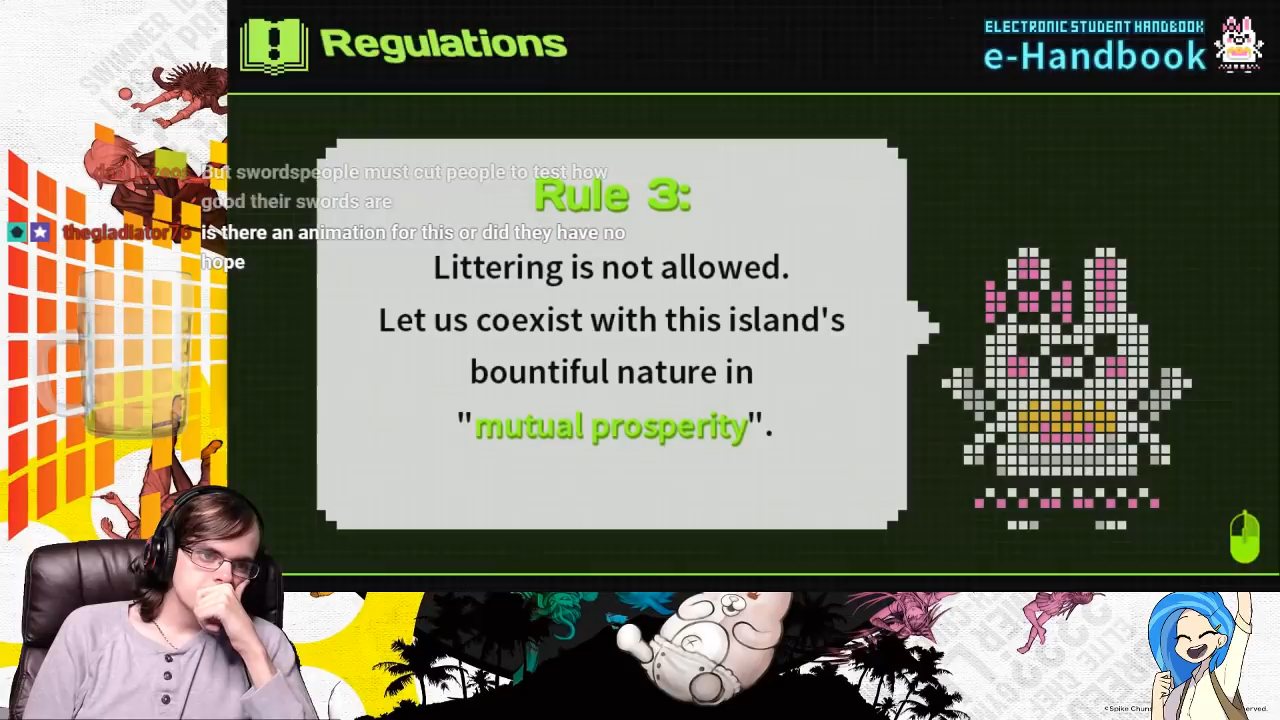 Regulations
ELECTRONIC STUDENT HANDBOOK
e-Handbook
But swordspeople must cut people to test how
good their swords are
Rule 3:
thegladiator76 is there an animation for this or did they have no
hope
Littering is not allowed.
Let us coexist with this island's
bountiful nature in
"mutual prosperity".
©Spike Chun